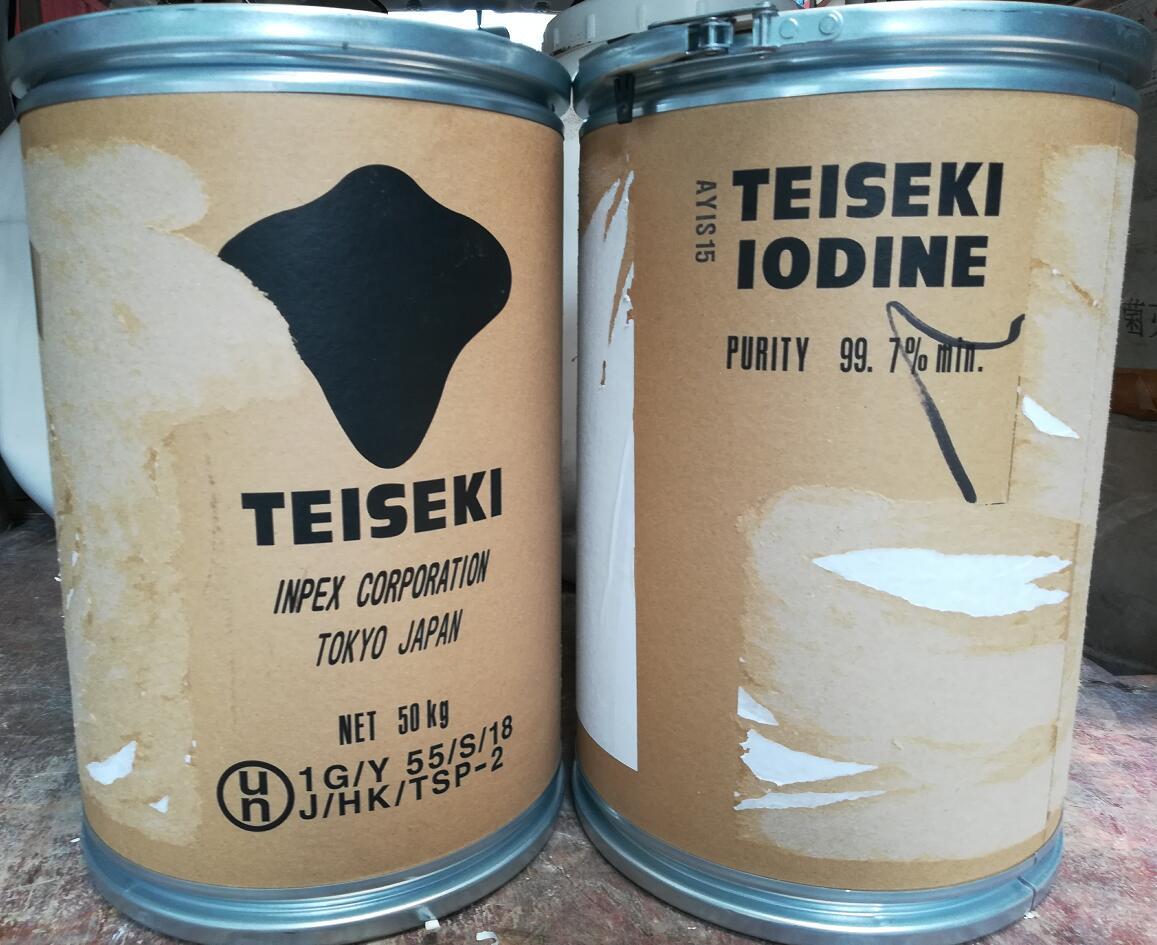 TEISEKI
INPEX CORPORATION
TOKYO JAPAN
NET 50 kg
un 1G/Y 55/S/18
J/HK/TSP-2
AYIS15
TEISEKI
IODINE
PURITY 99. 7% min.
菌